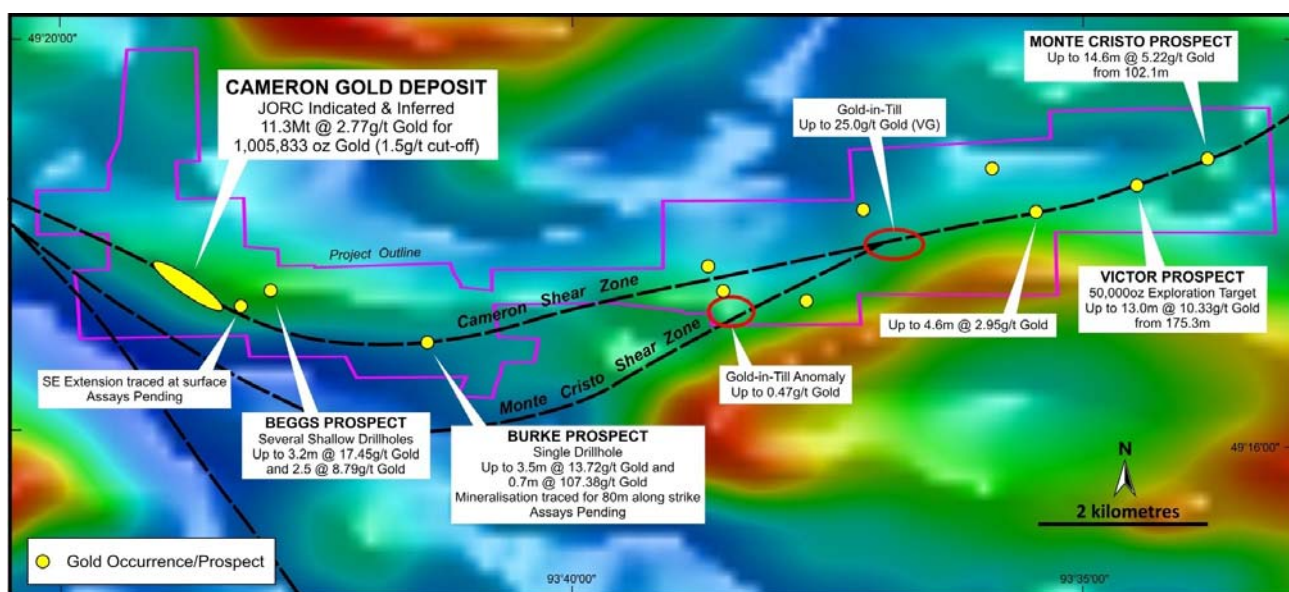 49°20'00"
CAMERON GOLD DEPOSIT
JORC Indicated & Inferred
11.3Mt @ 2.77g/t Gold for
1,005,833 oz Gold (1.5g/t cut-off)
Gold-in-Till
Up to 25.0g/t Gold (VG)
MONTE CRISTO PROSPECT
Up to 14.6m @ 5.22g/t Gold
from 102.1m
Project Outline
Cameron Shear Zone
Monte Cristo Shear Zone
SE Extension traced at surface
Assays Pending
BEGGS PROSPECT
Several Shallow Drillholes
Up to 3.2m @ 17.45g/t Gold
and 2.5 @ 8.79g/t Gold
BURKE PROSPECT
Single Drillhole
Up to 3.5m @ 13.72g/t Gold and
0.7m @ 107.38g/t Gold
Mineralisation traced for 80m along strike
Assays Pending
Gold-in-Till Anomaly
Up to 0.47g/t Gold
Up to 4.6m @ 2.95g/t Gold
VICTOR PROSPECT
50,000oz Exploration Target
Up to 13.0m @ 10.33g/t Gold
from 175.3m
49°16'00"
N
2 kilometres
Gold Occurrence/Prospect
93°40'00"
93°35'00"